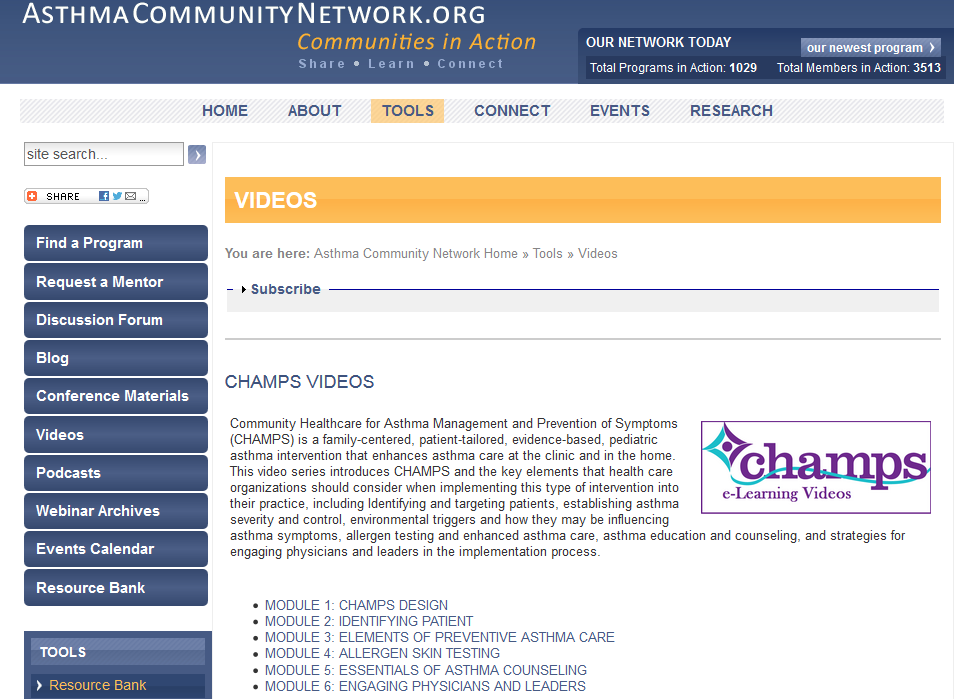 ASTHMACOMMUNITYNETWORK.ORG
Communities in Action
Share • Learn • Connect
OUR NETWORK TODAY
our newest program ❯
Total Programs in Action: 1029 Total Members in Action: 3513
HOME ABOUT TOOLS CONNECT EVENTS RESEARCH
site search...
SHARE ...
Find a Program
Request a Mentor
Discussion Forum
Blog
Conference Materials
Videos
Podcasts
Webinar Archives
Events Calendar
Resource Bank
TOOLS
❯ Resource Bank
VIDEOS
You are here: Asthma Community Network Home » Tools » Videos
Subscribe
CHAMPS VIDEOS
Community Healthcare for Asthma Management and Prevention of Symptoms
(CHAMPS) is a family-centered, patient-tailored, evidence-based, pediatric
asthma intervention that enhances asthma care at the clinic and in the home.
This video series introduces CHAMPS and the key elements that health care
organizations should consider when implementing this type of intervention into
their practice, including Identifying and targeting patients, establishing asthma
severity and control, environmental triggers and how they may be influencing
asthma symptoms, allergen testing and enhanced asthma care, asthma education and counseling, and strategies for
engaging physicians and leaders in the implementation process.
champs
e-Learning Videos
• MODULE 1: CHAMPS DESIGN
• MODULE 2: IDENTIFYING PATIENT
• MODULE 3: ELEMENTS OF PREVENTIVE ASTHMA CARE
• MODULE 4: ALLERGEN SKIN TESTING
• MODULE 5: ESSENTIALS OF ASTHMA COUNSELING
• MODULE 6: ENGAGING PHYSICIANS AND LEADERS